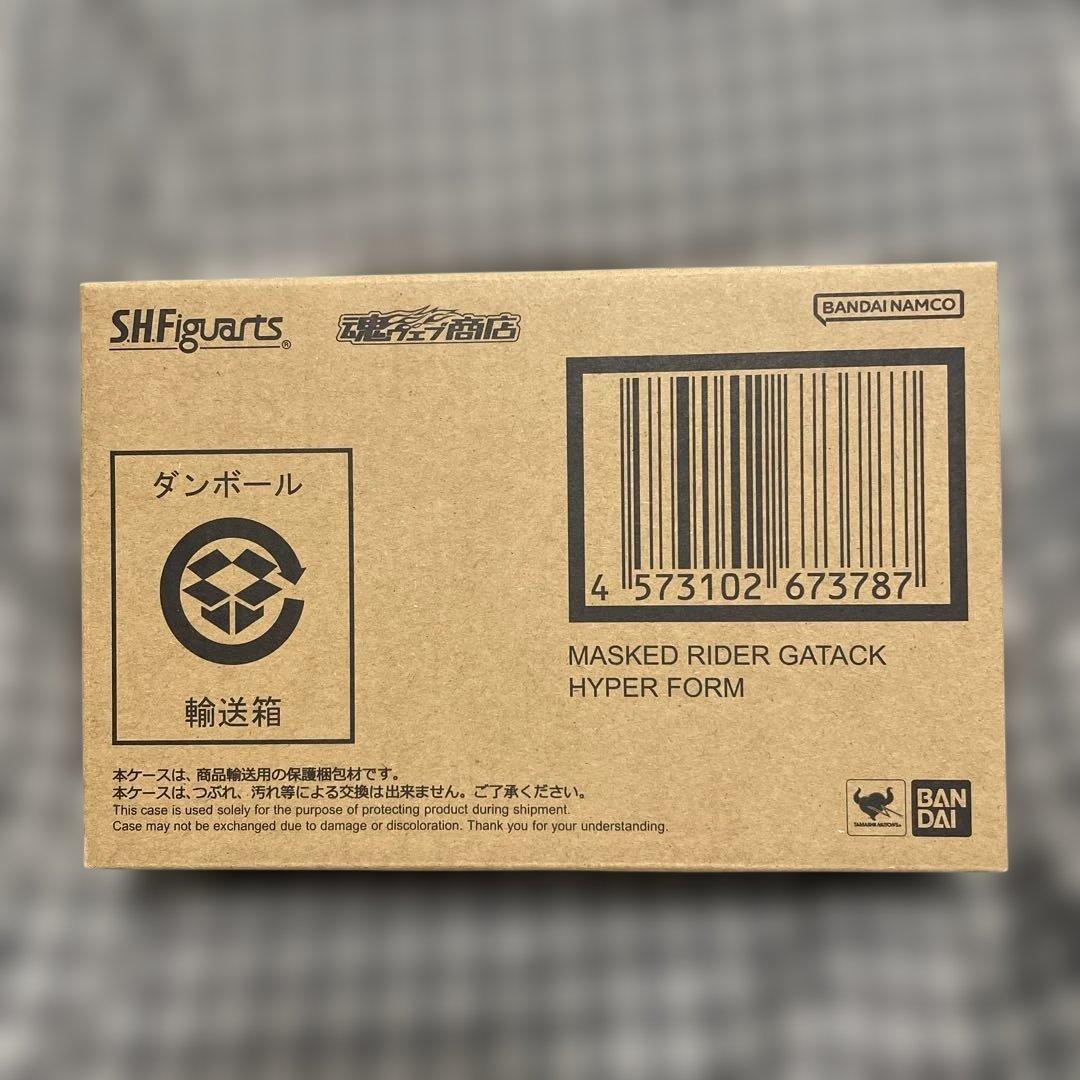 S.H.Figuarts®
魂ウェブ商店
BANDAI NAMCO
ダンボール
輸送箱
4 573102 673787
MASKED RIDER GATACK
HYPER FORM
本ケースは、商品輸送用の保護梱包材です。
本ケースは、つぶれ、汚れ等による交換は出来ません。ご了承ください。
This case is used solely for the purpose of protecting product during shipment.
Case may not be exchanged due to damage or discoloration. Thank you for your understanding.
TAMASHII NATIONS
BAN
DAI